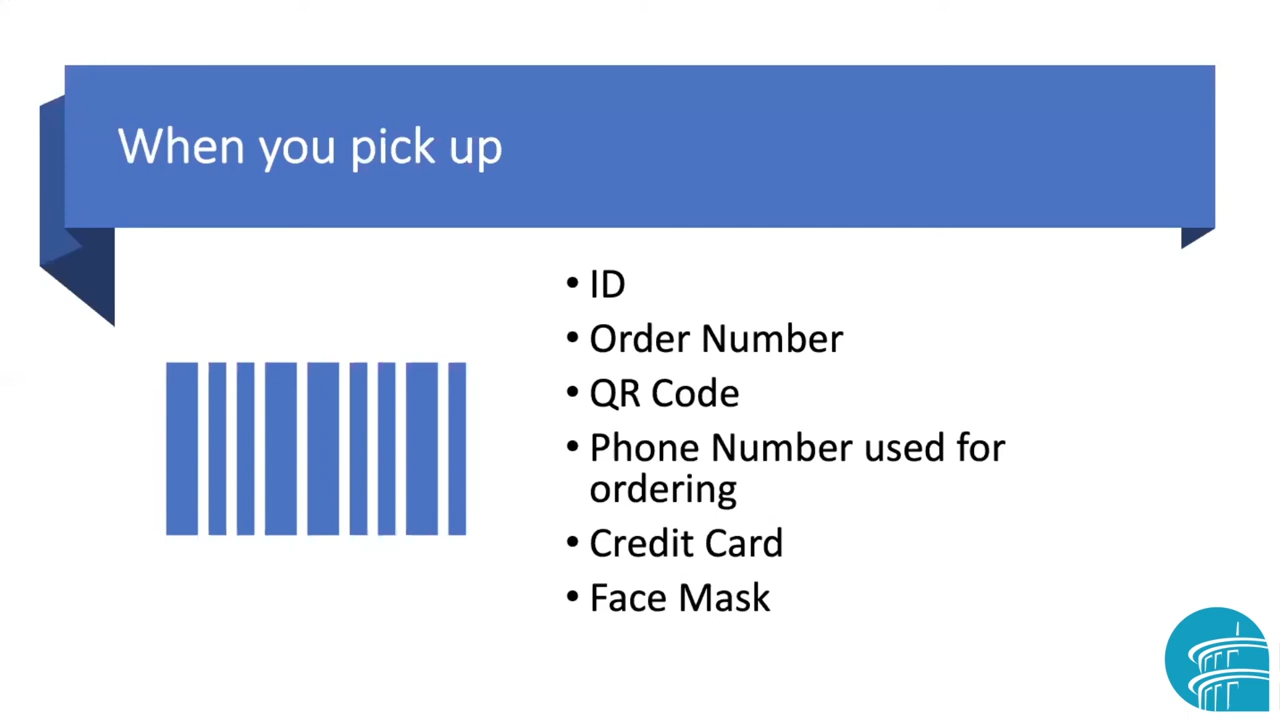 When you pick up
• ID
• Order Number
• QR Code
• Phone Number used for
ordering
• Credit Card
• Face Mask